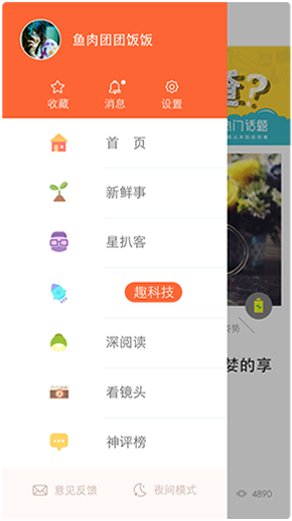 鱼肉团团饭饭
收藏 消息 设置
首 页
新鲜事
星扒客
趣科技
深阅读
看镜头
神评榜
意见反馈 夜间模式
?
门话题
势
的享
4890